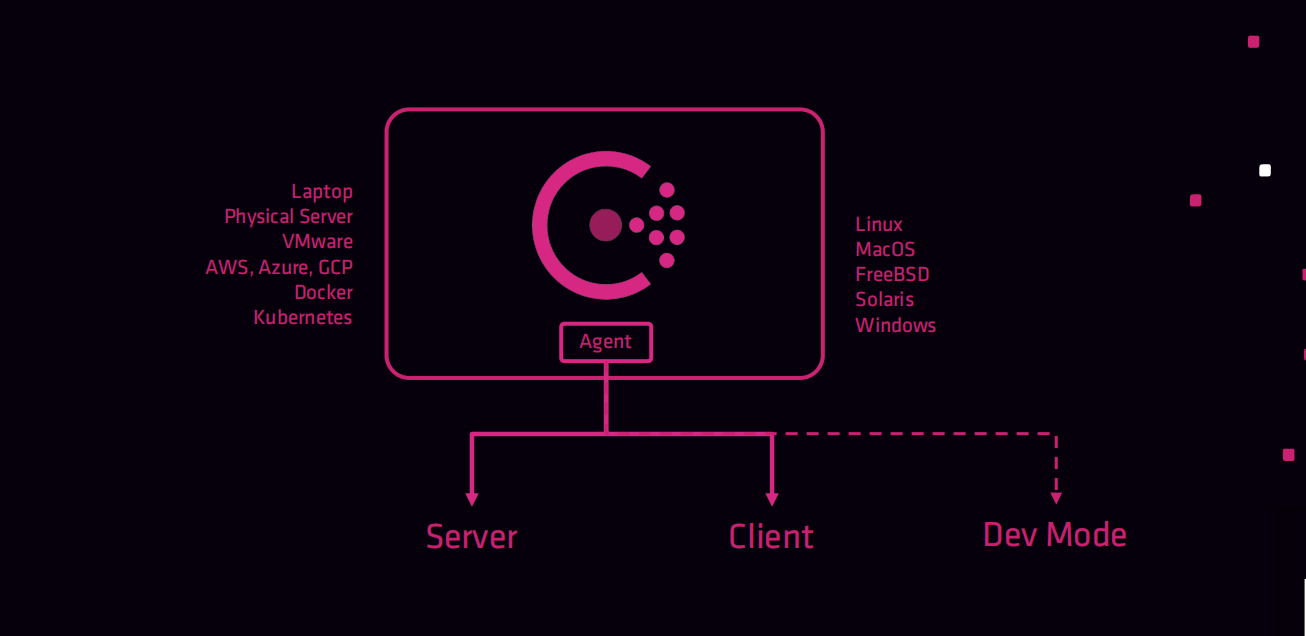 Laptop
Physical Server
VMware
AWS, Azure, GCP
Docker
Kubernetes
Agent
Linux
MacOS
FreeBSD
Solaris
Windows
Server
Client
Dev Mode